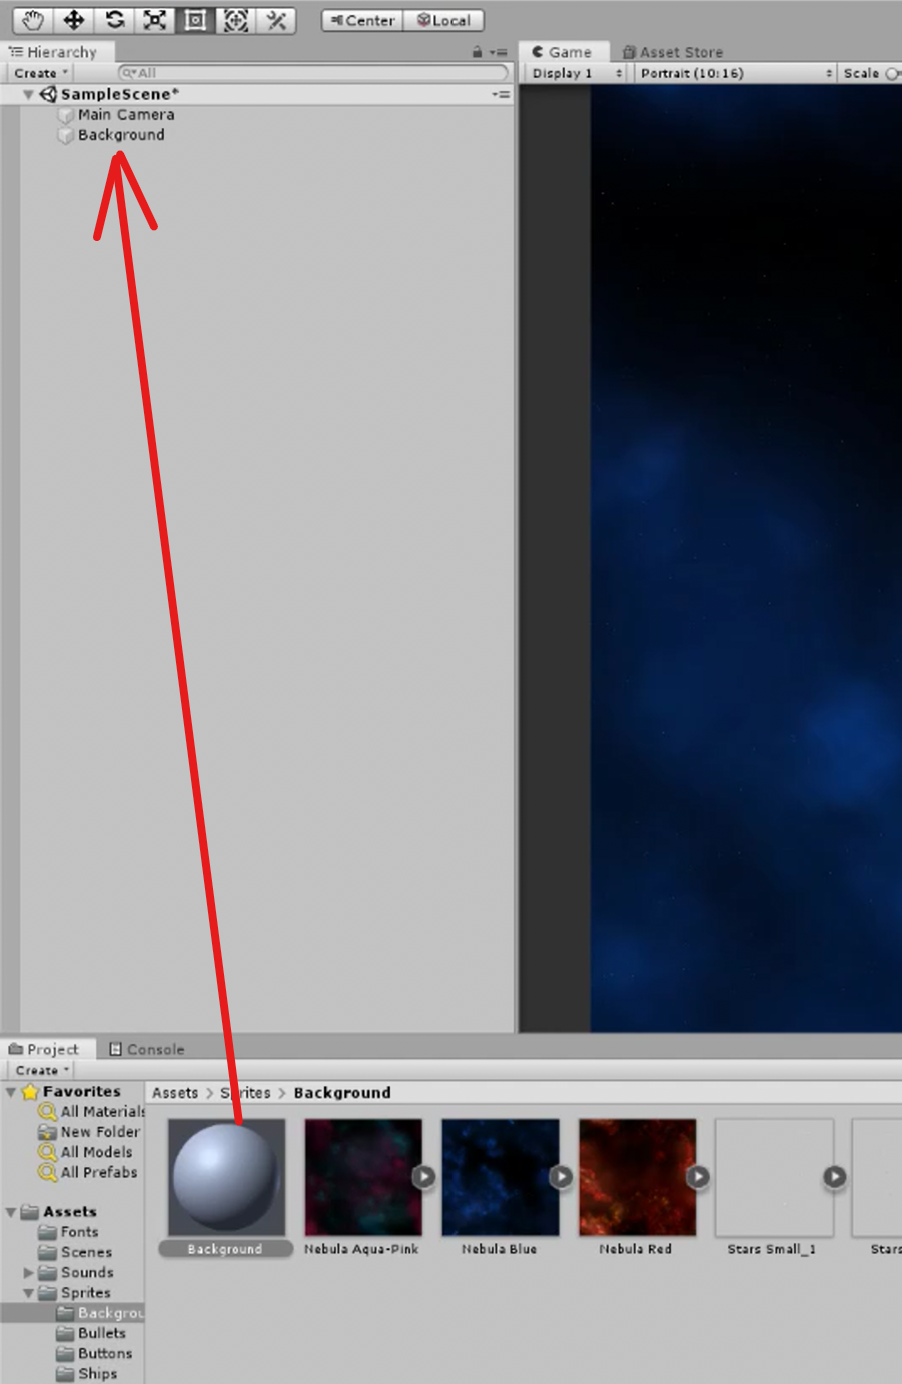 Center Local
Hierarchy
Game Asset Store
Create All
Display 1 Portrait (10:16) Scale
SampleScene*
Main Camera
Background
Project Console
Create
Favorites
Assets > Sprites > Background
All Materials
New Folder
All Models
All Prefabs
Assets
Fonts
Scenes
Sounds
Sprites
Backgrou
Bullets
Buttons
Ships
Background Nebula Aqua-Pink Nebula Blue Nebula Red Stars Small_1 Stars